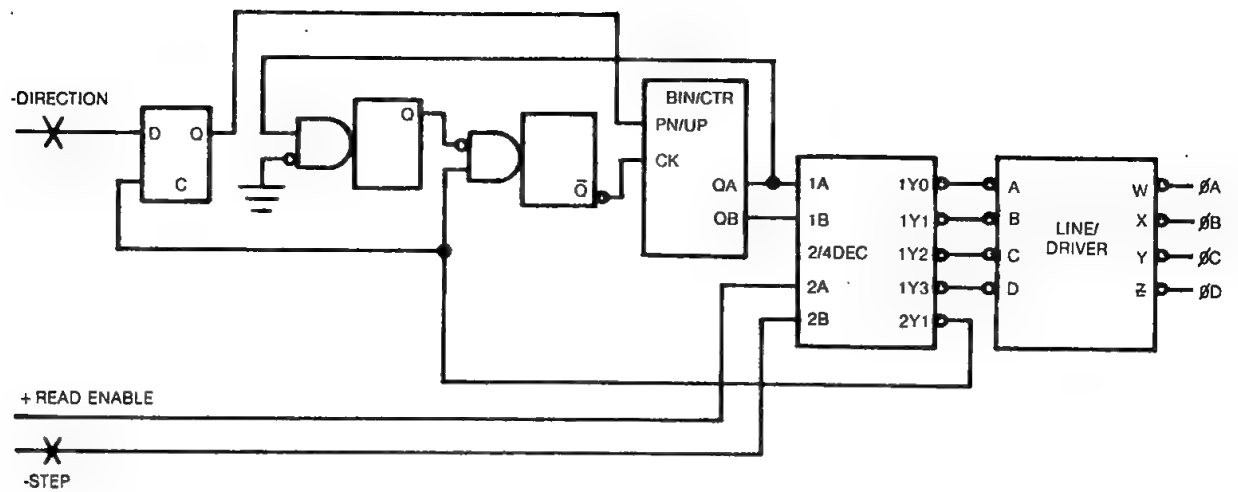 -DIRECTION
D Q
C
Q
Q̅
BIN/CTR
PN/UP
CK
QA
QB
1A 1Y0
1B 1Y1
2/4DEC 1Y2
2A 1Y3
2B 2Y1
A W ØA
B X ØB
LINE/
DRIVER
C Y ØC
D Z ØD
+ READ ENABLE
-STEP